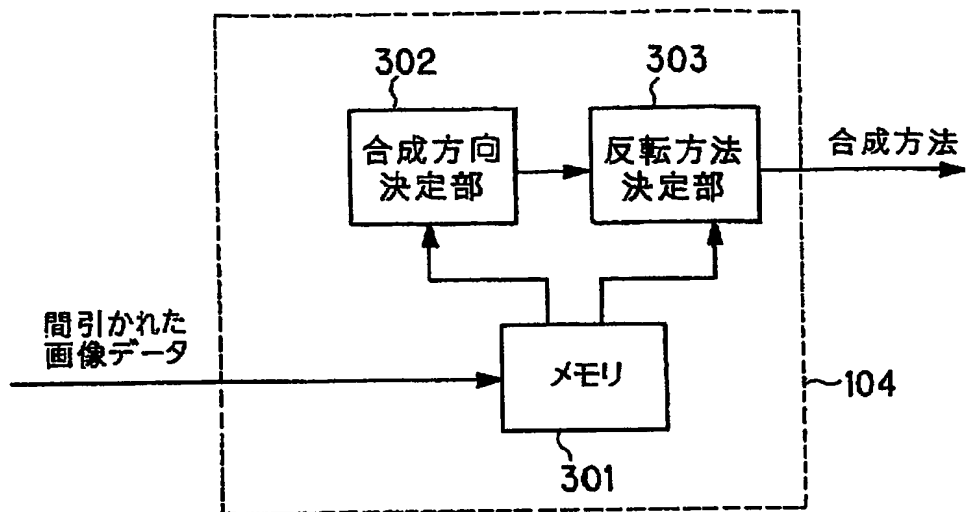 302
303
合成方向
決定部
反転方法
決定部
合成方法
間引かれた
画像データ
メモリ
104
301